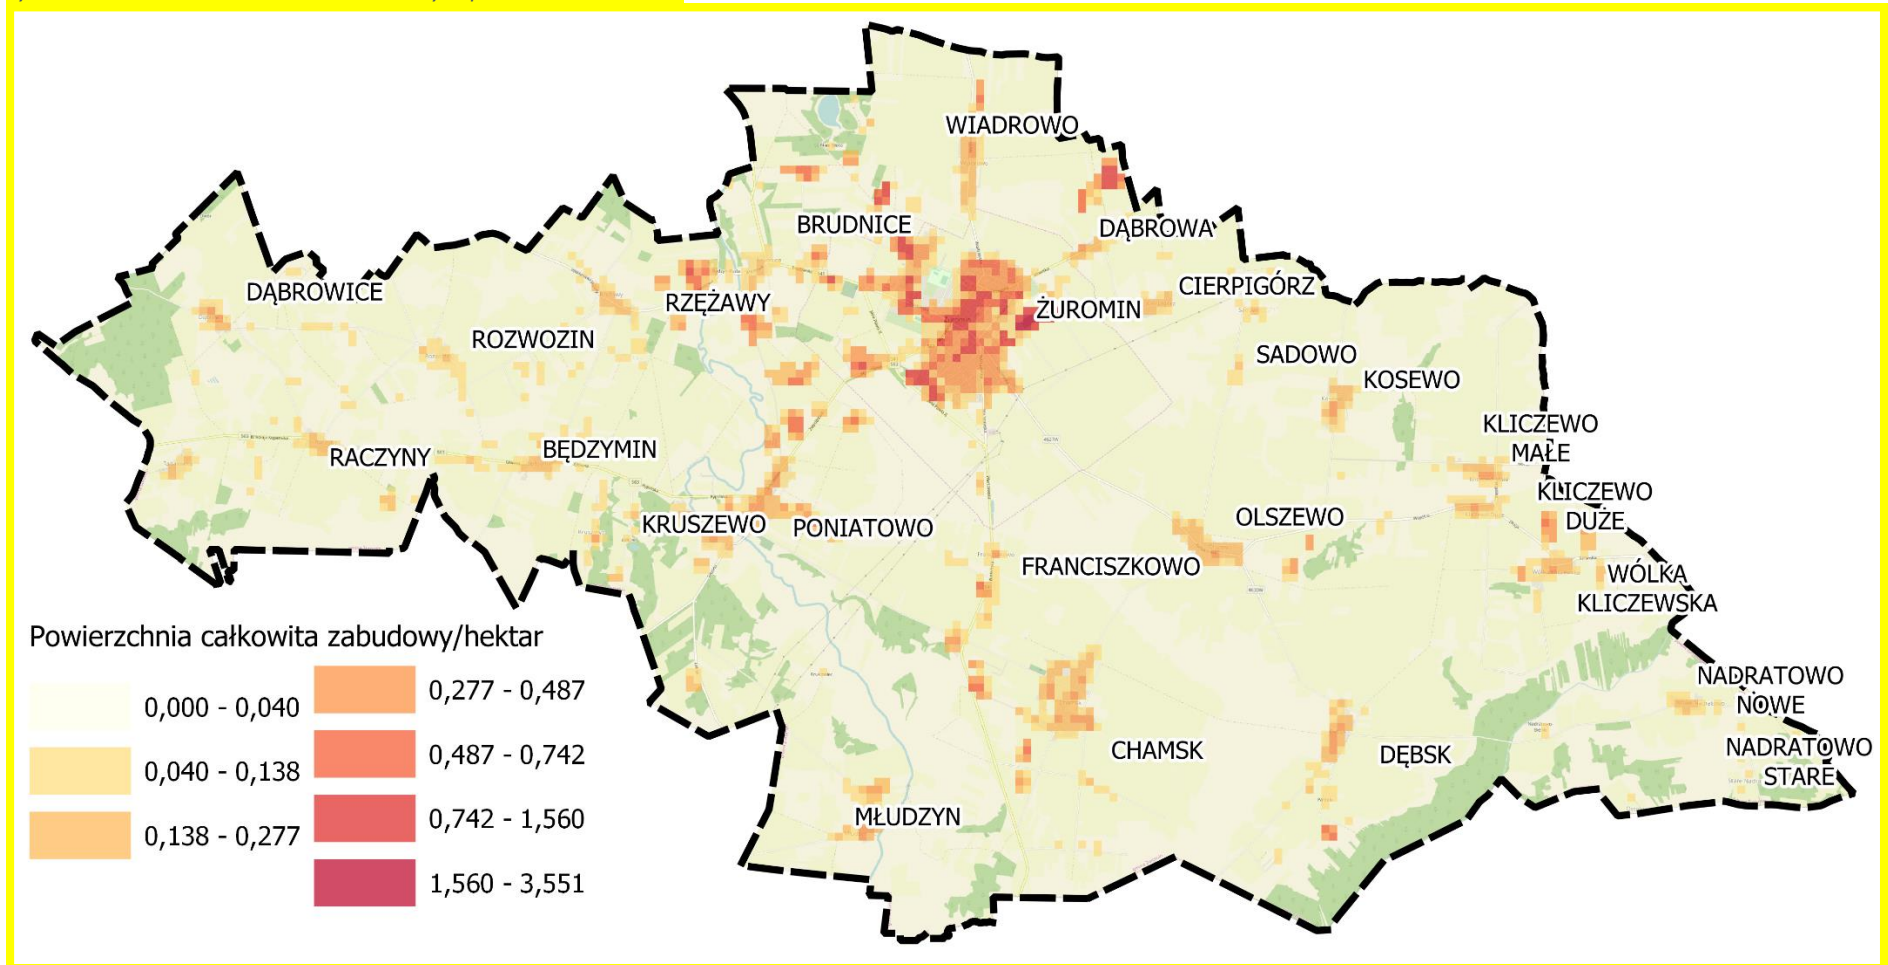 WIADROWO
BRUDNICE
DĄBROWA
CIERPIGÓRZ
DĄBROWICE
RZĘŻAWY
ŻUROMIN
ROZWOZIN
SADOWO
KOSEWO
KLICZEWO
MAŁE
RACZYNY
BĘDZYMIN
KLICZEWO
DUŻE
KRUSZEWO
PONIATOWO
OLSZEWO
FRANCISZKOWO
WÓLKA
KLICZEWSKA
NADRATOWO
NOWE
CHAMSK
DĘBSK
NADRATOWO
STARE
MŁUDZYN
Powierzchnia całkowita zabudowy/hektar
0,000 - 0,040
0,040 - 0,138
0,138 - 0,277
0,277 - 0,487
0,487 - 0,742
0,742 - 1,560
1,560 - 3,551